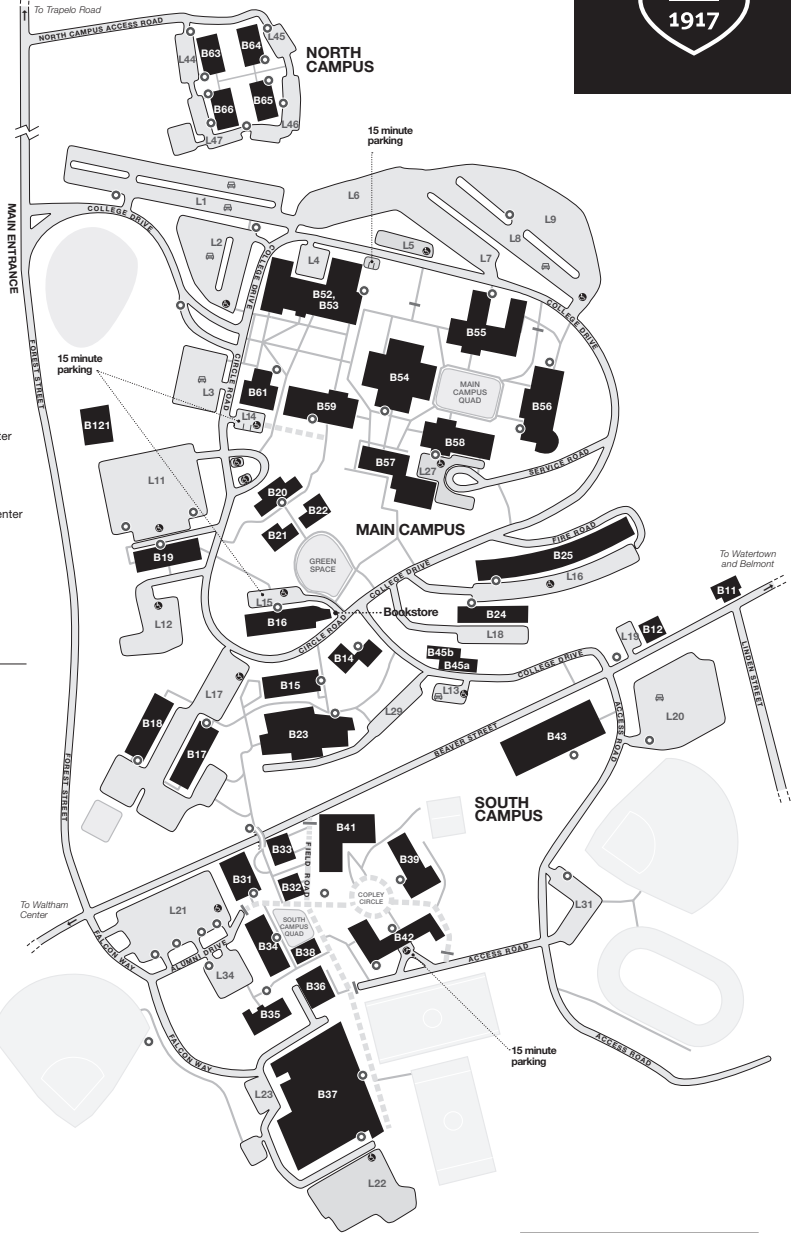 To Trapelo Road
1917
NORTH CAMPUS ACCESS ROAD
B63
B64
L45
L44
NORTH
CAMPUS
B66
B65
L46
L47
15 minute
parking
MAIN ENTRANCE
L1
L6
L9
COLLEGE DRIVE
L2
L5
L8
L7
L4
COLLEGE DRIVE
B52,
B53
COLLEGE DRIVE
B55
FOREST STREET
15 minute
parking
CIRCLE ROAD
L3
B61
B54
MAIN
CAMPUS
QUAD
B56
B59
L14
B121
ter
B58
B57
L27
SERVICE ROAD
L11
B20
B22
enter
B21
MAIN CAMPUS
FIRE ROAD
B25
B19
GREEN
SPACE
COLLEGE DRIVE
L16
To Watertown
and Belmont
B11
L15
Bookstore
B24
L12
B16
CIRCLE ROAD
L18
L19
B12
B14
B45b
B45a
COLLEGE DRIVE
LINDEN STREET
L17
B15
L13
L29
B18
B23
ACCESS ROAD
L20
B17
BEAVER STREET
B43
FOREST STREET
SOUTH
CAMPUS
B41
B33
FIELD ROAD
B39
B31
B32
COPLEY
CIRCLE
To Waltham
Center
L21
SOUTH
CAMPUS
QUAD
L31
B34
B42
FALCON WAY
ALUMNI DRIVE
B38
ACCESS ROAD
L34
B36
B35
FALCON WAY
15 minute
parking
ACCESS ROAD
L23
B37
L22